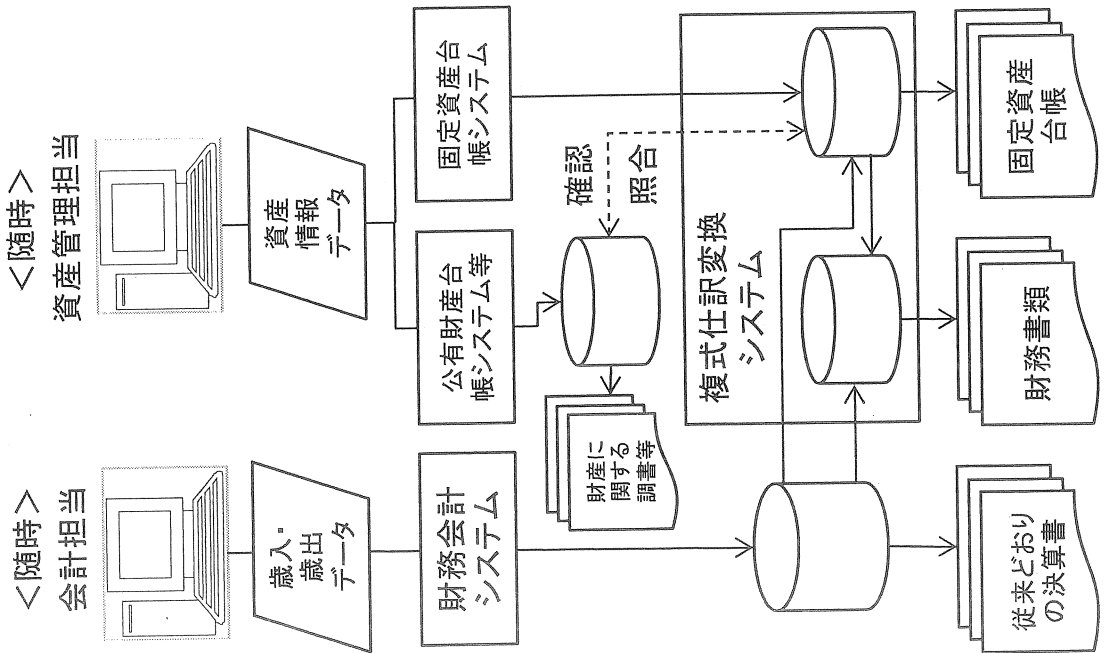 <随時>
会計担当
歳入・
歳出
データ
財務会計
システム
従来どおり
の決算書
<随時>
資産管理担当
資産
情報
データ
公有財産台
帳システム等
固定資産台
帳システム
財産に
関する
調書等
確認
照合
複式仕訳変換
システム
財務書類
固定資産
台帳